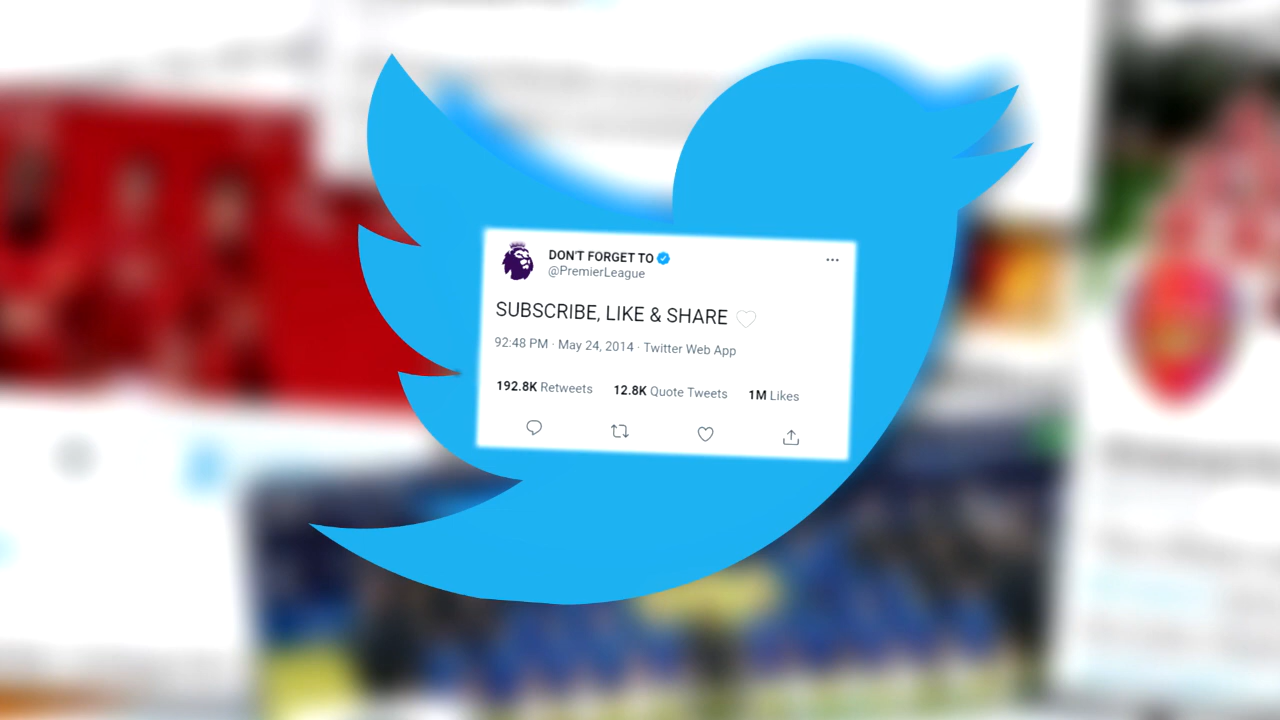 DON'T FORGET TO
@PremierLeague
SUBSCRIBE, LIKE & SHARE 🤍
92:48 PM · May 24, 2014 · Twitter Web App
192.8K Retweets 12.8K Quote Tweets 1M Likes